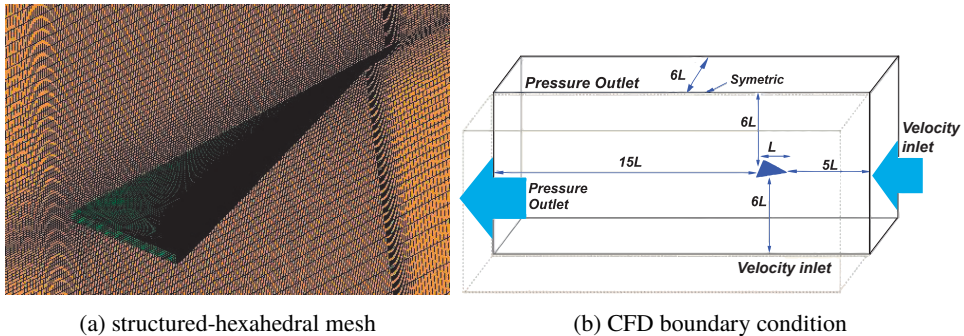 6L
Symetric
Pressure Outlet
6L
Velocity
inlet
L
15L
5L
Pressure
Outlet
6L
Velocity inlet
(a) structured-hexahedral mesh
(b) CFD boundary condition